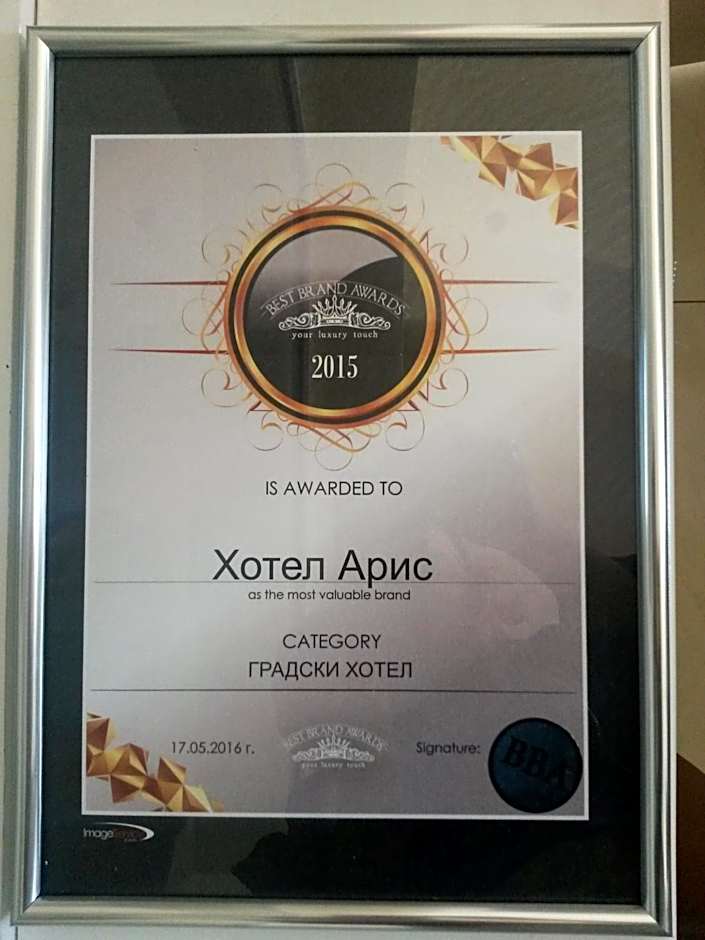 BEST BRAND AWARDS
your luxury touch
2015
IS AWARDED TO
Хотел Арис
as the most valuable brand
CATEGORY
ГРАДСКИ ХОТЕЛ
17.05.2016 г.
BEST BRAND AWARDS
your luxury touch
Signature:
BBA
ImageService